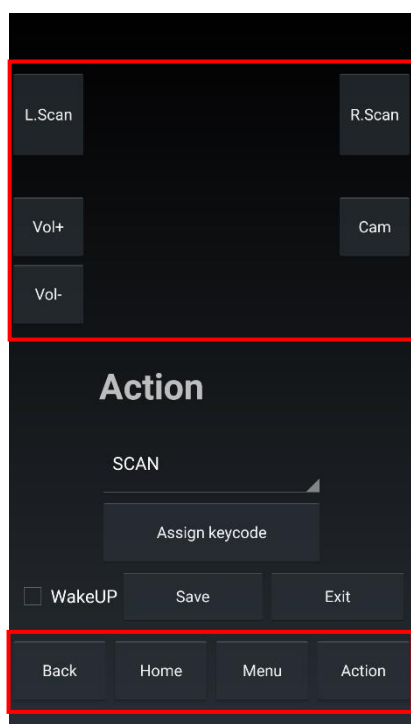 L.Scan R.Scan
Vol+ Cam
Vol-
Action
SCAN
Assign keycode
WakeUP Save Exit
Back Home Menu Action